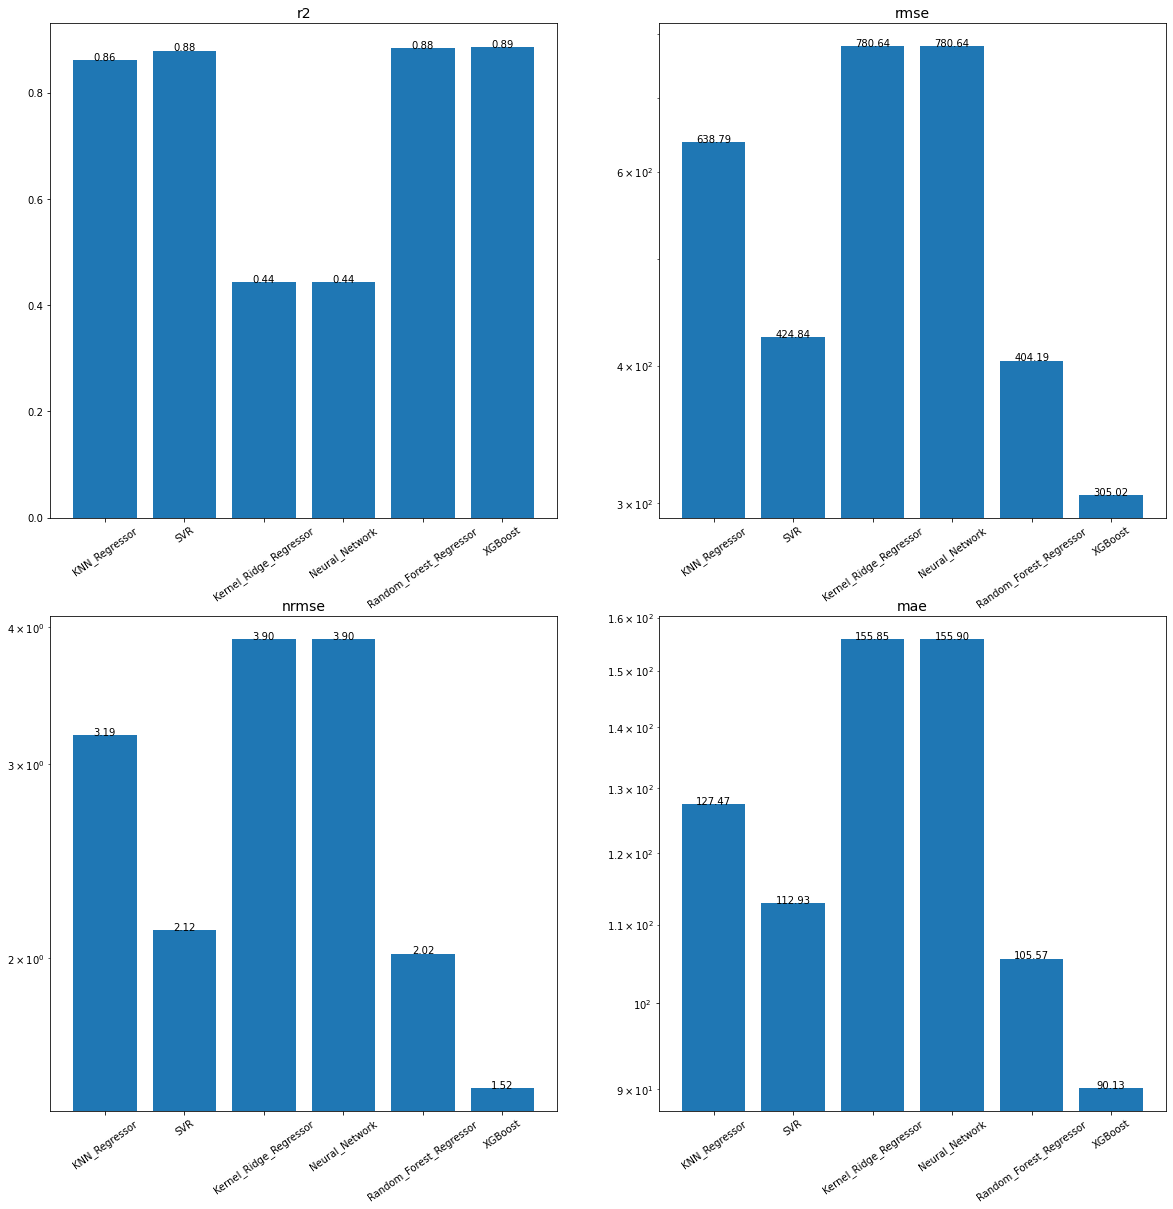 r2
0.8
0.6
0.4
0.2
0.0
0.86
0.88
0.44
0.44
0.88
0.89
KNN_Regressor
SVR
Kernel_Ridge_Regressor
Neural_Network
Random_Forest_Regressor
XGBoost
rmse
6 × 10²
4 × 10²
3 × 10²
638.79
424.84
780.64
780.64
404.19
305.02
KNN_Regressor
SVR
Kernel_Ridge_Regressor
Neural_Network
Random_Forest_Regressor
XGBoost
nrmse
4 × 10⁰
3 × 10⁰
2 × 10⁰
3.19
2.12
3.90
3.90
2.02
1.52
KNN_Regressor
SVR
Kernel_Ridge_Regressor
Neural_Network
Random_Forest_Regressor
XGBoost
mae
1.6 × 10²
1.5 × 10²
1.4 × 10²
1.3 × 10²
1.2 × 10²
1.1 × 10²
10²
9 × 10¹
127.47
112.93
155.85
155.90
105.57
90.13
KNN_Regressor
SVR
Kernel_Ridge_Regressor
Neural_Network
Random_Forest_Regressor
XGBoost